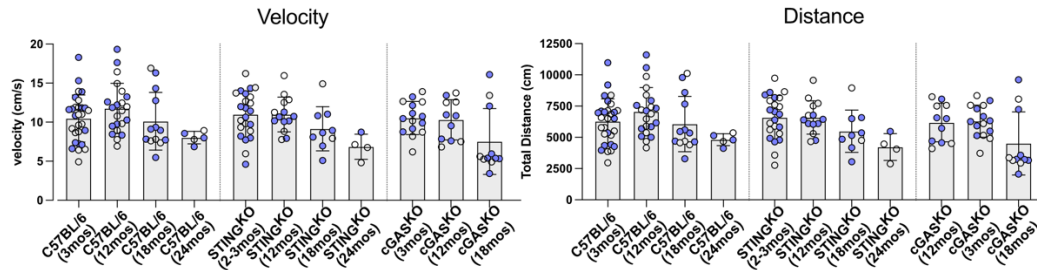 Velocity
velocity (cm/s)
20
15
10
5
0
C57BL/6
(3mos)
C57BL/6
(12mos)
C57BL/6
(18mos)
C57BL/6
(24mos)
STINGKO
(2-3mos)
STINGKO
(12mos)
STINGKO
(18mos)
STINGKO
(24mos)
cGASKO
(3mos)
cGASKO
(12mos)
cGASKO
(18mos)
Distance
Total Distance (cm)
12500
10000
7500
5000
2500
0
C57BL/6
(3mos)
C57BL/6
(12mos)
C57BL/6
(18mos)
C57BL/6
(24mos)
STINGKO
(2-3mos)
STINGKO
(12mos)
STINGKO
(18mos)
STINGKO
(24mos)
cGASKO
(12mos)
cGASKO
(3mos)
cGASKO
(18mos)